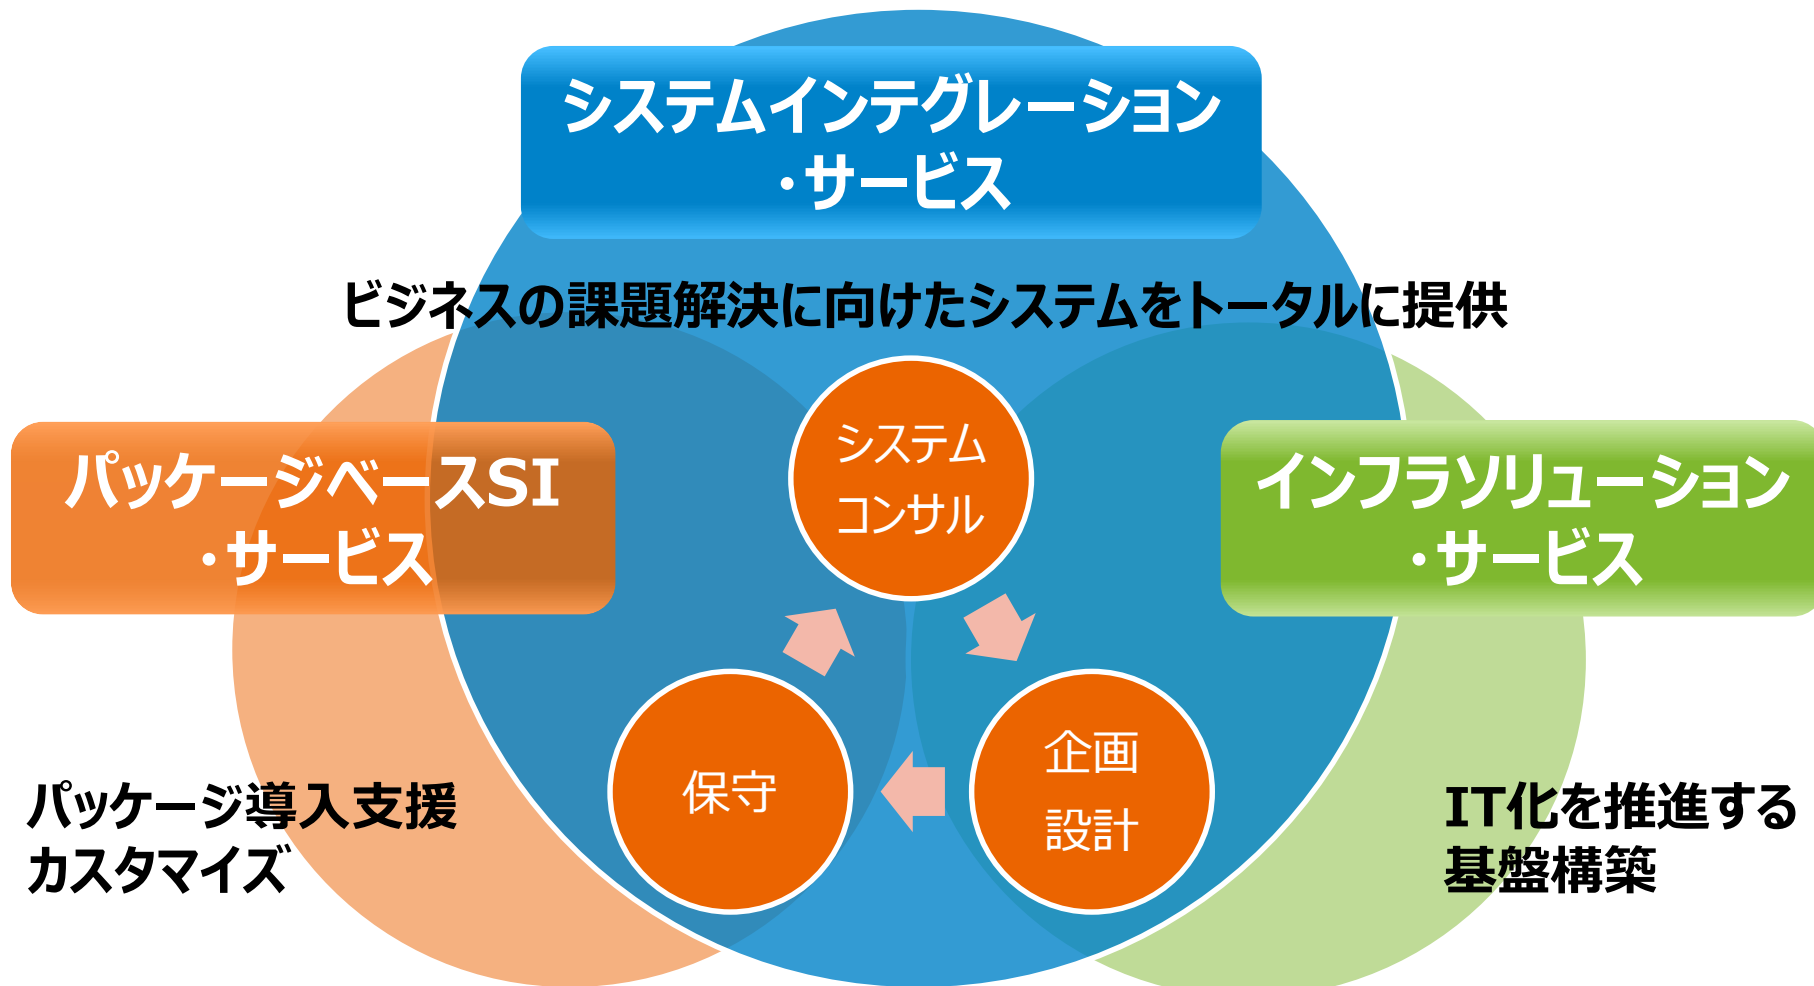 システムインテグレーション
・サービス
ビジネスの課題解決に向けたシステムをトータルに提供
システム
コンサル
パッケージベースSI
・サービス
インフラソリューション
・サービス
保守
企画
設計
パッケージ導入支援
カスタマイズ
IT化を推進する
基盤構築